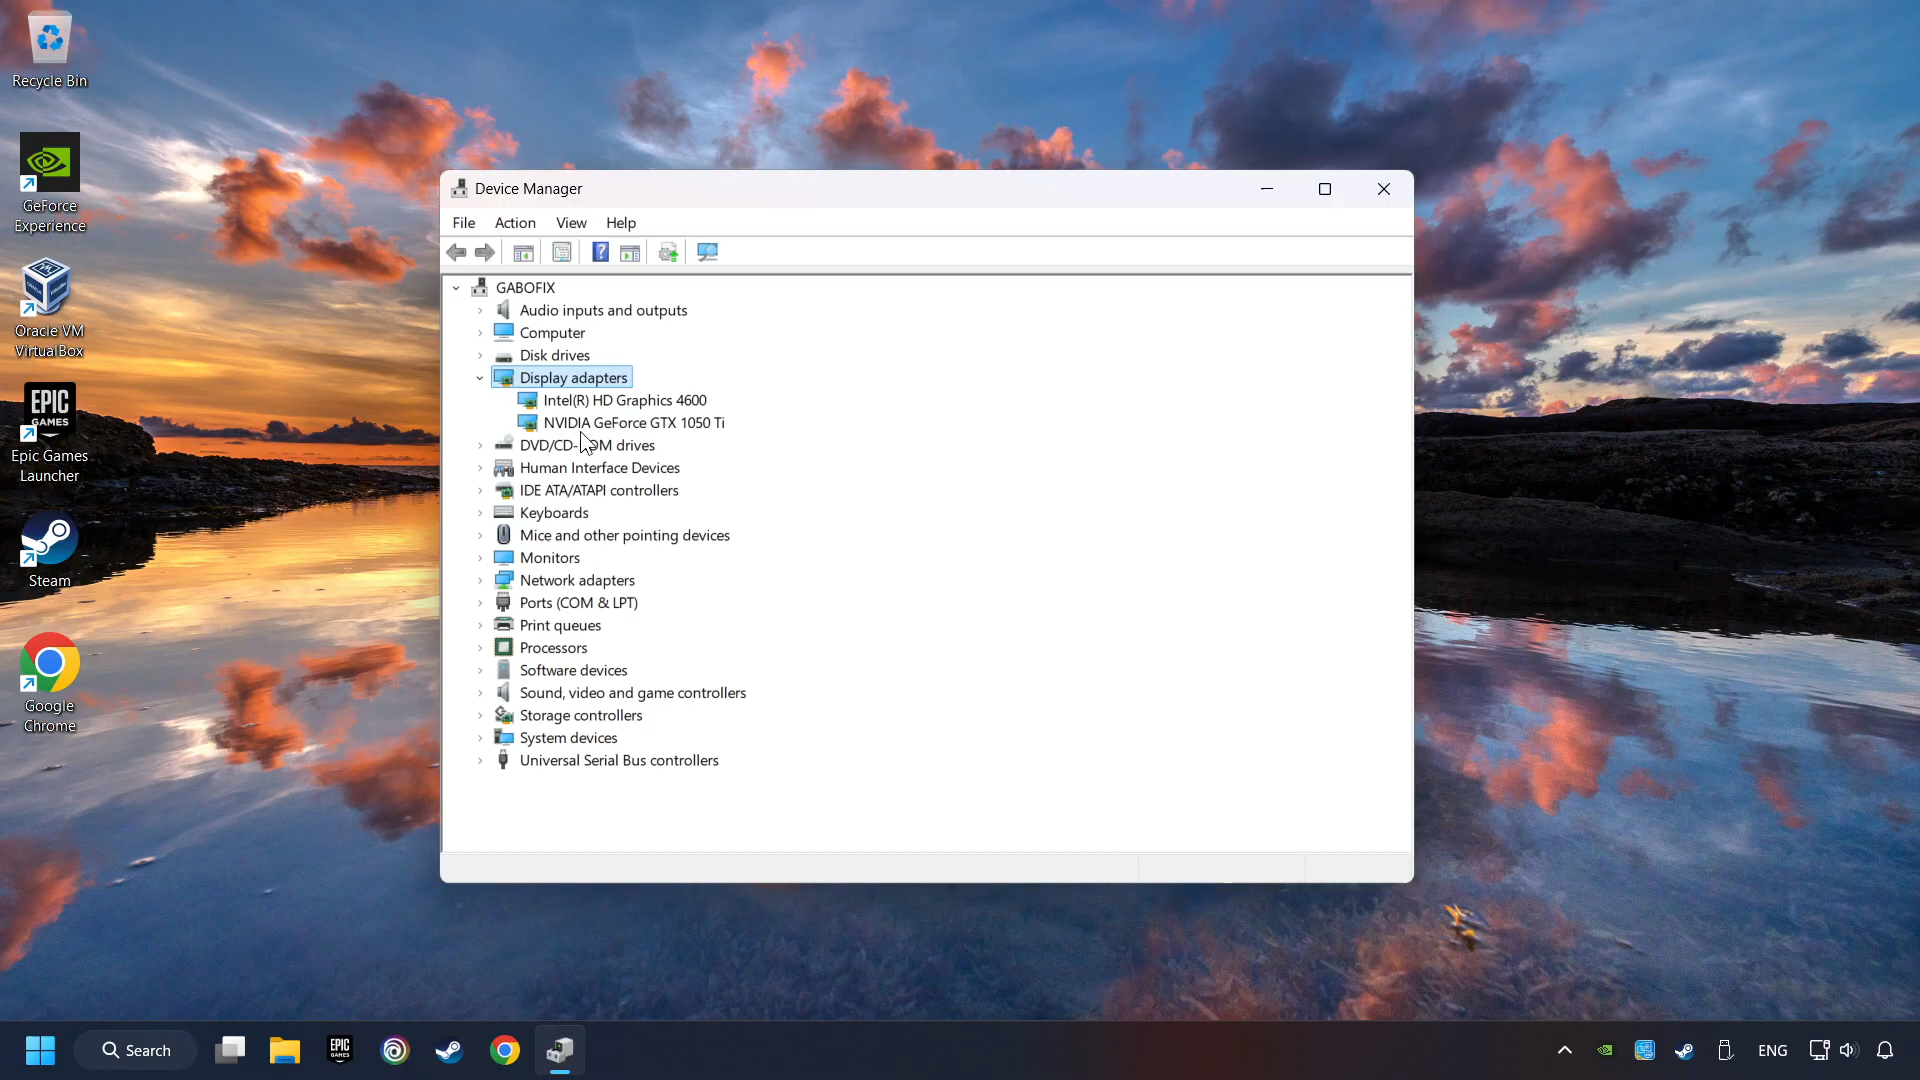 Recycle Bin
GeForce
Experience
Oracle VM
VirtualBox
EPIC
GAMES
Epic Games
Launcher
Steam
Google
Chrome
Device Manager
File Action View Help
GABOFIX
Audio inputs and outputs
Computer
Disk drives
Display adapters
Intel(R) HD Graphics 4600
NVIDIA GeForce GTX 1050 Ti
DVD/CD-ROM drives
Human Interface Devices
IDE ATA/ATAPI controllers
Keyboards
Mice and other pointing devices
Monitors
Network adapters
Ports (COM & LPT)
Print queues
Processors
Software devices
Sound, video and game controllers
Storage controllers
System devices
Universal Serial Bus controllers
Search
EPIC
GAMES
ENG